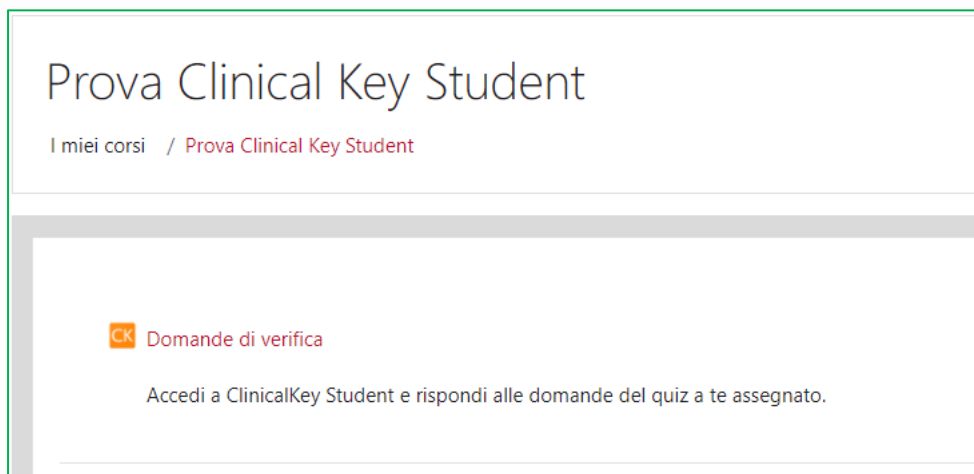 Prova Clinical Key Student
I miei corsi / Prova Clinical Key Student
CK Domande di verifica
Accedi a ClinicalKey Student e rispondi alle domande del quiz a te assegnato.